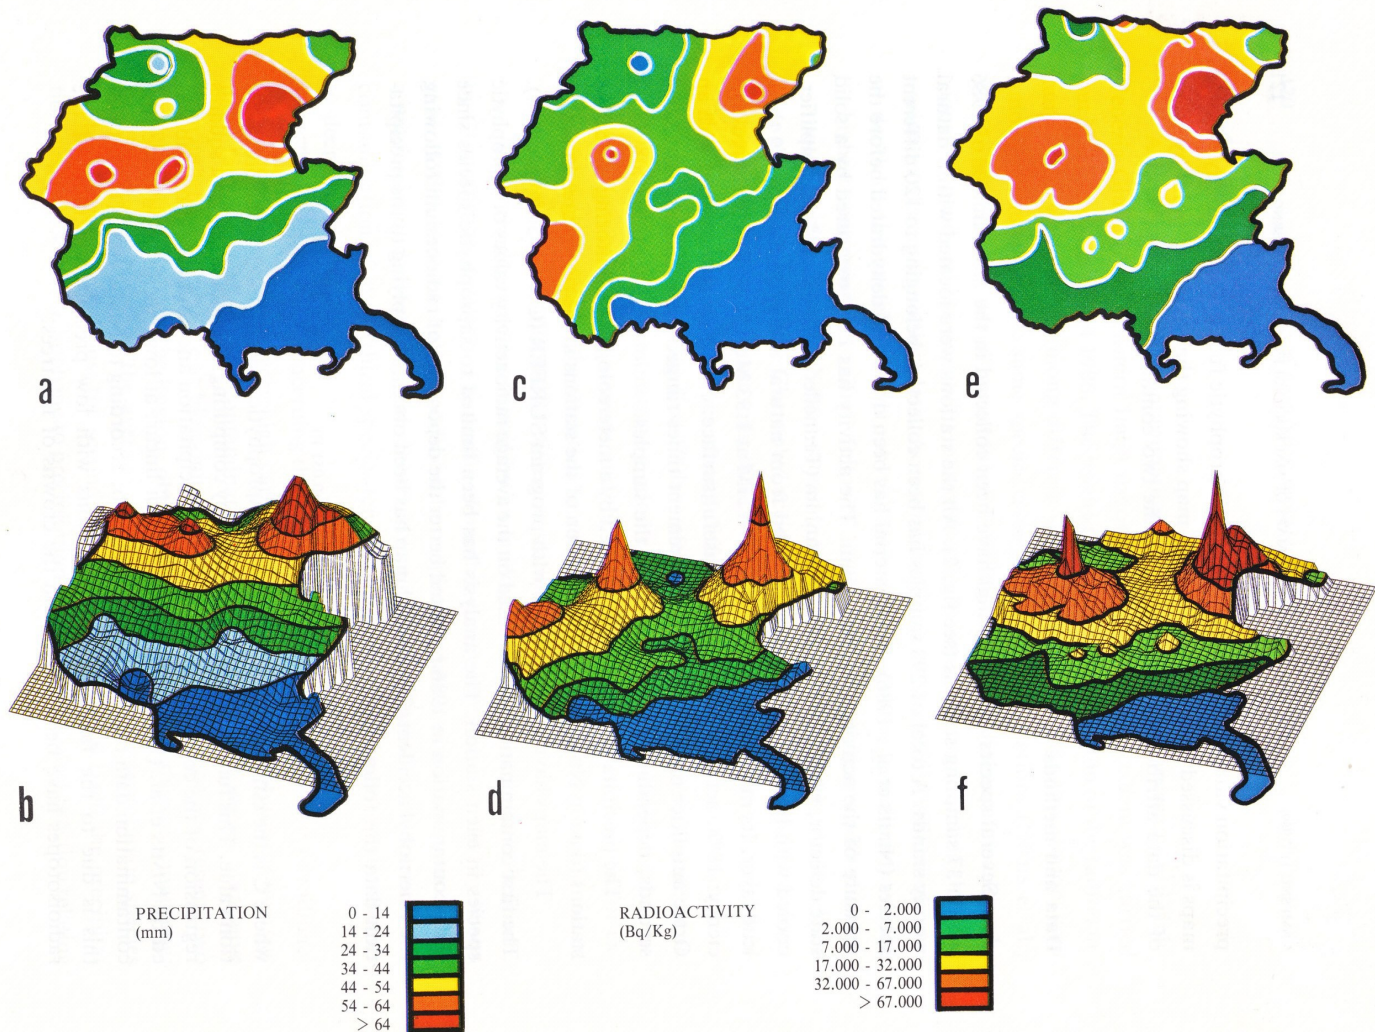 a
c
e
b
d
f
PRECIPITATION
(mm)
0 - 14
14 - 24
24 - 34
34 - 44
44 - 54
54 - 64
> 64
RADIOACTIVITY
(Bq/Kg)
0 - 2.000
2.000 - 7.000
7.000 - 17.000
17.000 - 32.000
32.000 - 67.000
> 67.000